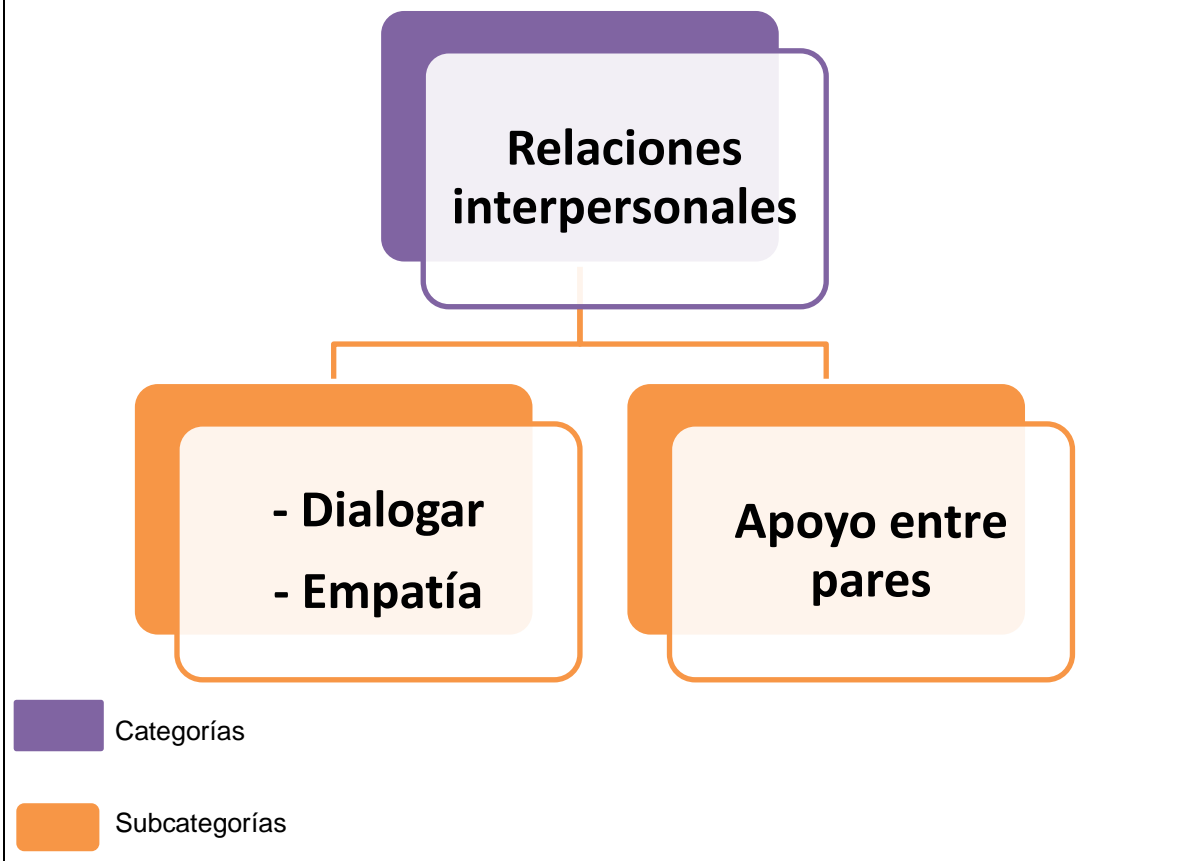 Relaciones
interpersonales
- Dialogar
- Empatía
Apoyo entre
pares
Categorías
Subcategorías